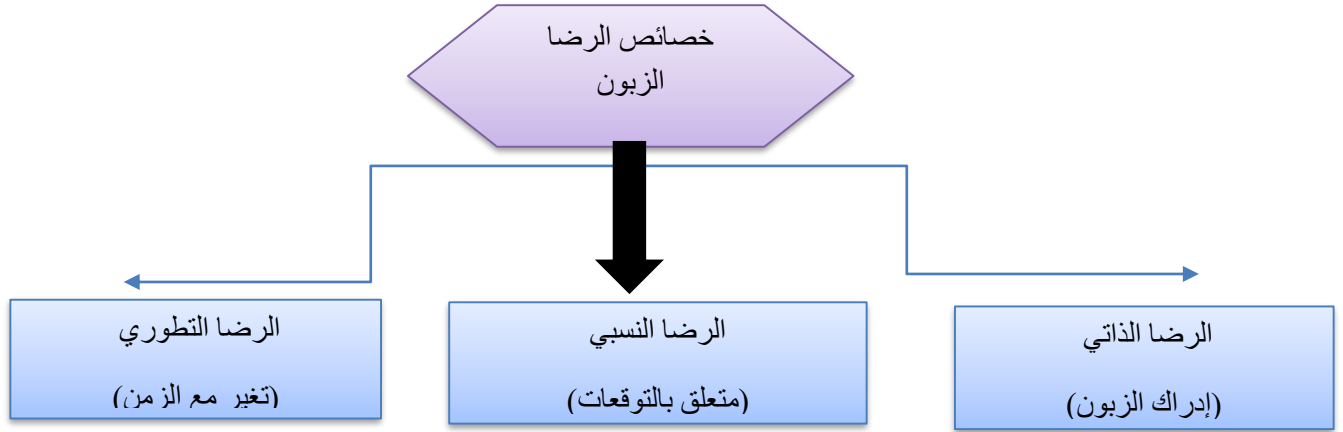 خصائص الرضا
الزبون
الرضا الذاتي
(إدراك الزبون)
الرضا النسبي
(متعلق بالتوقعات)
الرضا التطوري
(تغير مع الزمن)